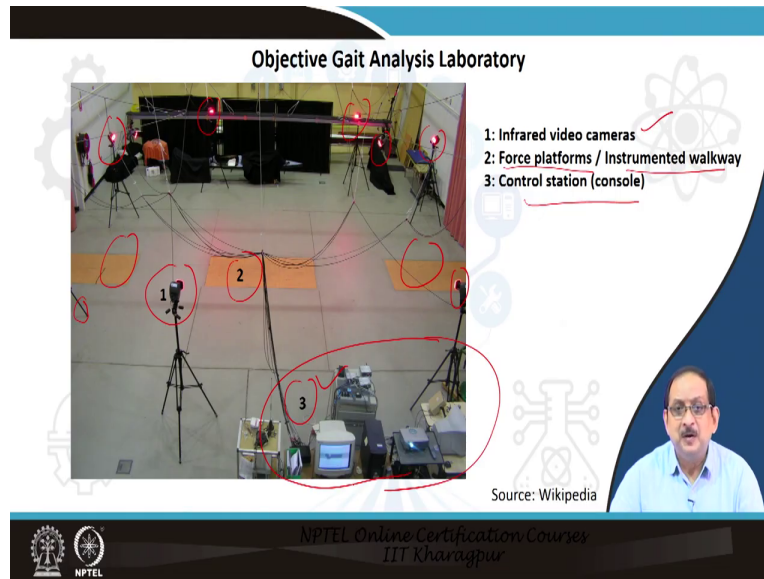 Objective Gait Analysis Laboratory
1: Infrared video cameras
2: Force platforms / Instrumented walkway
3: Control station (console)
1
2
3
Source: Wikipedia
NPTEL Online Certification Courses
IIT Kharagpur
NPTEL